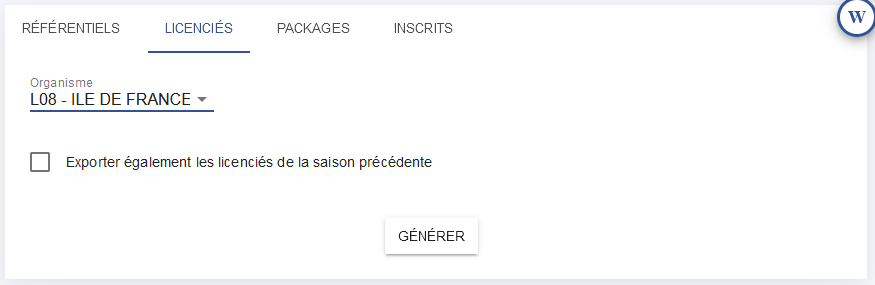 RÉFÉRENTIELS LICENCIÉS PACKAGES INSCRITS
W
Organisme
L08 - ILE DE FRANCE
Exporter également les licenciés de la saison précédente
GÉNÉRER